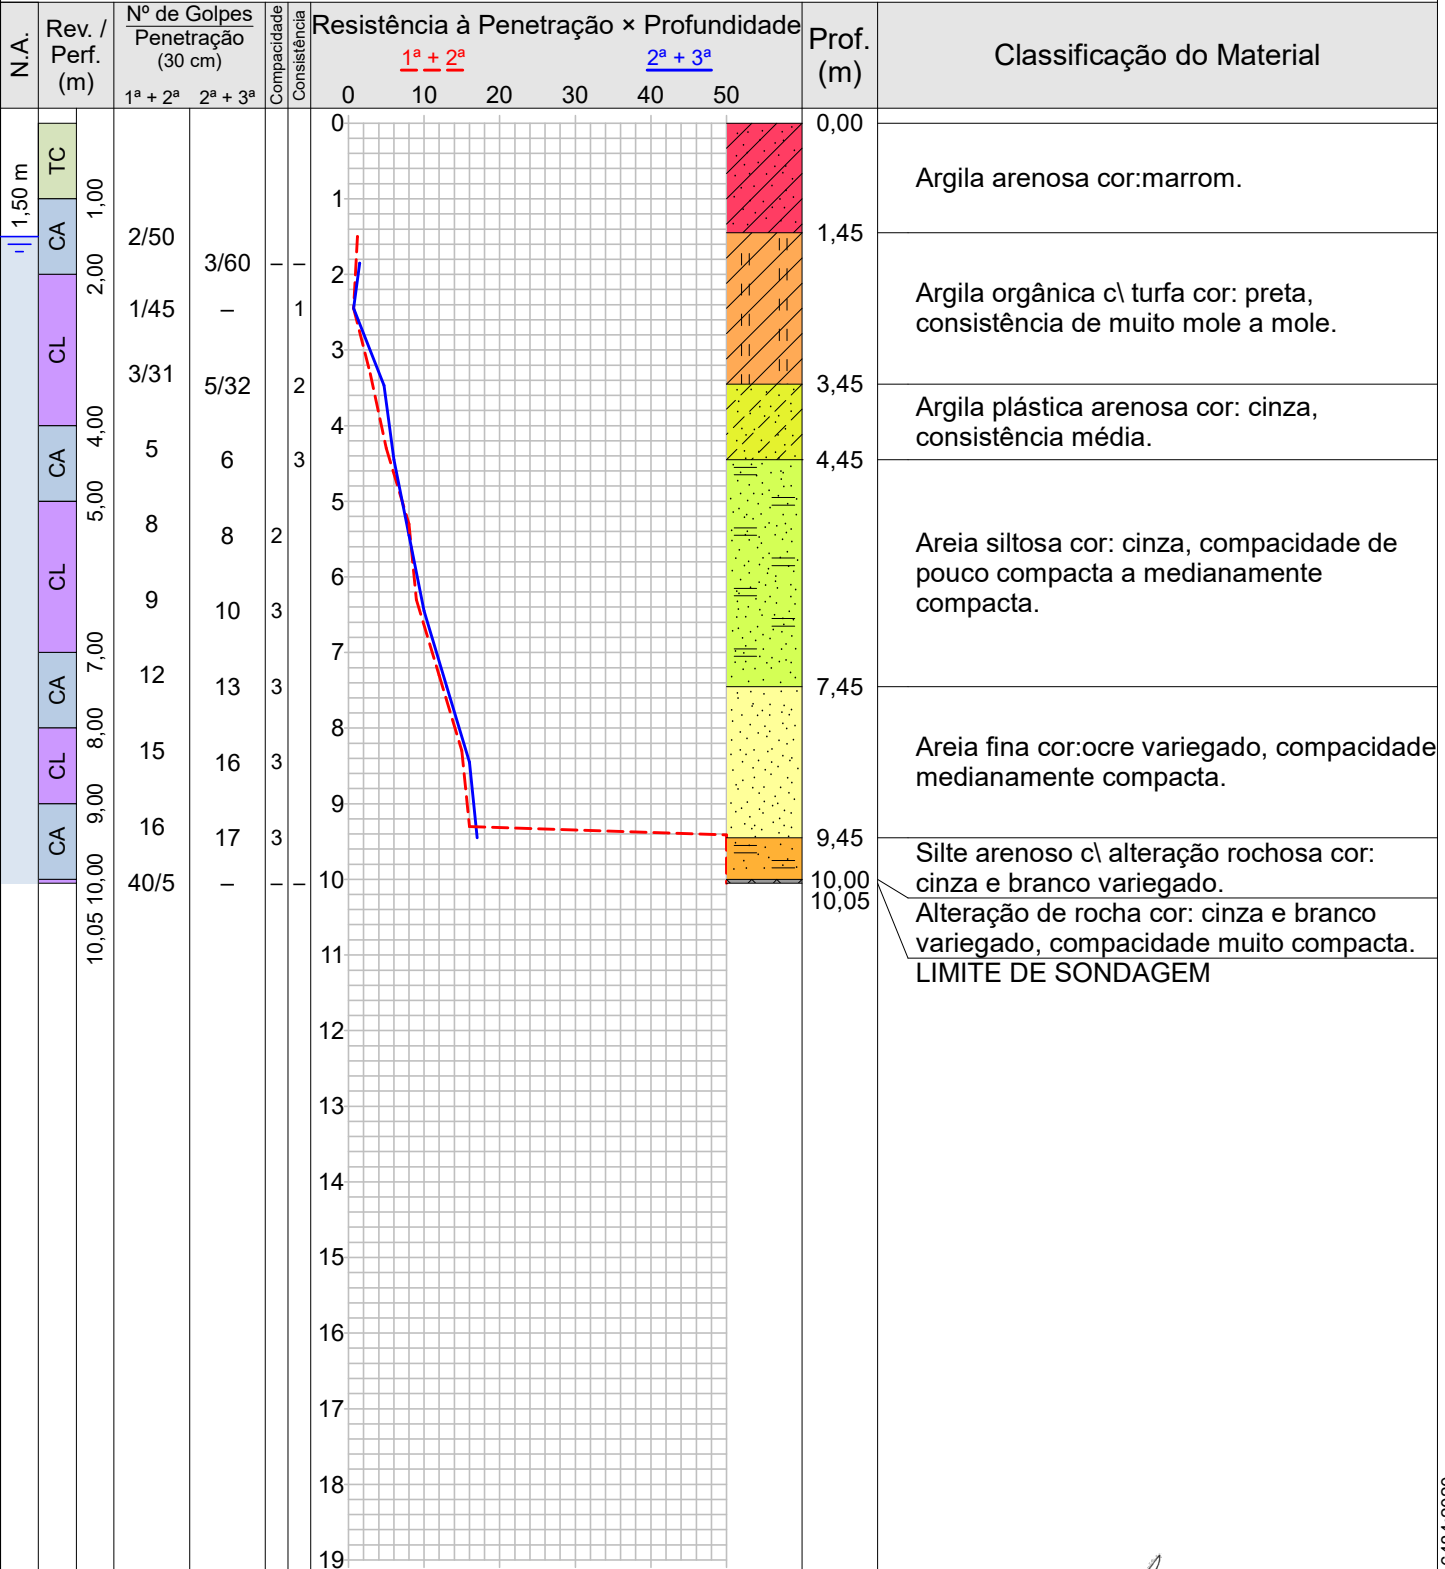 N.A.
Rev. /
Perf.
(m)
Nº de Golpes
Penetração
(30 cm)
1ª + 2ª
2ª + 3ª
Compacidade
Consistência
Resistência à Penetração × Profundidade
1ª + 2ª
2ª + 3ª
0 10 20 30 40 50
Prof.
(m)
Classificação do Material
1,50 m
TC
CA
CL
CA
CL
CA
CL
CA
1,00
2,00
4,00
5,00
7,00
8,00
9,00
10,00
10,05
2/50
3/60 – –
1/45 – 1
3/31
5/32 2
5
6 3
8
8 2
9
10 3
12
13 3
15
16 3
16
17 3
40/5 – – –
0
1
2
3
4
5
6
7
8
9
10
11
12
13
14
15
16
17
18
19
0,00
1,45
3,45
4,45
7,45
9,45
10,00
10,05
Argila arenosa cor:marrom.
Argila orgânica c\ turfa cor: preta,
consistência de muito mole a mole.
Argila plástica arenosa cor: cinza,
consistência média.
Areia siltosa cor: cinza, compacidade de
pouco compacta a medianamente
compacta.
Areia fina cor:ocre variegado, compacidade
medianamente compacta.
Silte arenoso c\ alteração rochosa cor:
cinza e branco variegado.
Alteração de rocha cor: cinza e branco
variegado, compacidade muito compacta.
LIMITE DE SONDAGEM